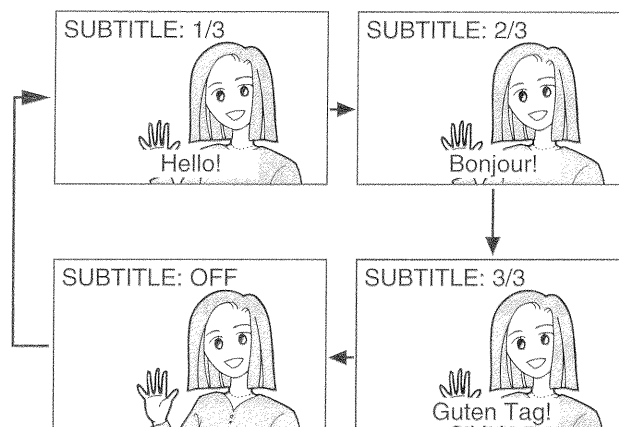 SUBTITLE: 1/3
Hello!
SUBTITLE: 2/3
Bonjour!
SUBTITLE: OFF
SUBTITLE: 3/3
Guten Tag!